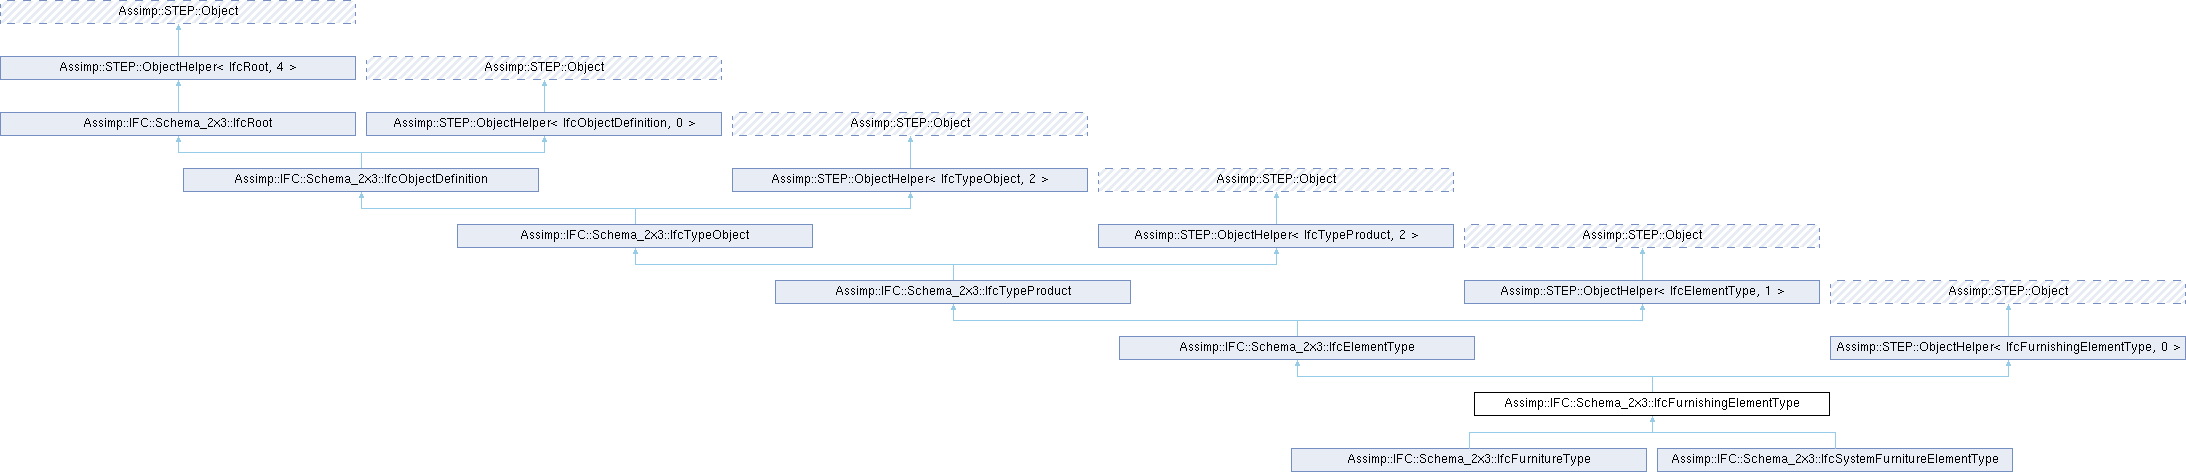 Assimp::STEP::Object
Assimp::STEP::ObjectHelper< IfcRoot, 4 >
Assimp::STEP::Object
Assimp::IFC::Schema_2x3::IfcRoot
Assimp::STEP::ObjectHelper< IfcObjectDefinition, 0 >
Assimp::STEP::Object
Assimp::IFC::Schema_2x3::IfcObjectDefinition
Assimp::STEP::ObjectHelper< IfcTypeObject, 2 >
Assimp::STEP::Object
Assimp::IFC::Schema_2x3::IfcTypeObject
Assimp::STEP::ObjectHelper< IfcTypeProduct, 2 >
Assimp::STEP::Object
Assimp::IFC::Schema_2x3::IfcTypeProduct
Assimp::STEP::ObjectHelper< IfcElementType, 1 >
Assimp::STEP::Object
Assimp::IFC::Schema_2x3::IfcElementType
Assimp::STEP::ObjectHelper< IfcFurnishingElementType, 0 >
Assimp::IFC::Schema_2x3::IfcFurnishingElementType
Assimp::IFC::Schema_2x3::IfcFurnitureType
Assimp::IFC::Schema_2x3::IfcSystemFurnitureElementType